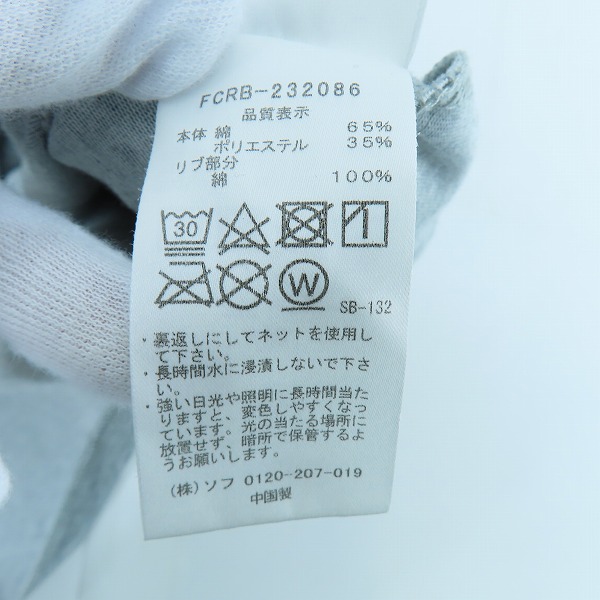 FCRB-232086
品質表示
本体 綿 65%
ポリエステル 35%
リブ部分
綿 100%
30
W
SB-132
・裏返しにしてネットを使用し
て下さい。
・長時間水に浸漬しないで下さ
い。
・強い日光や照明に長時間当た
りますと、変色しやすくなっ
ています。光の当たる場所に
放置せず、暗所で保管するよ
うお願いします。
(株)ソフ 0120-207-019
中国製